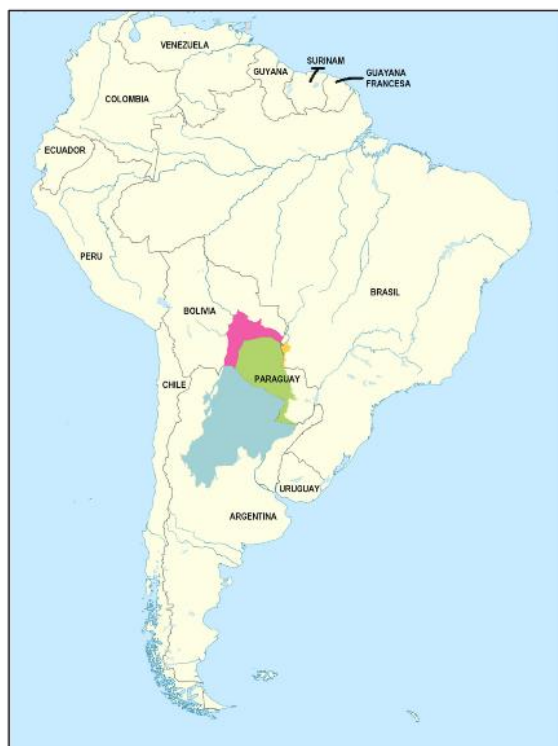 VENEZUELA
SURINAM
GUYANA
GUAYANA
FRANCESA
COLOMBIA
ECUADOR
PERU
BRASIL
BOLIVIA
CHILE
PARAGUAY
URUGUAY
ARGENTINA